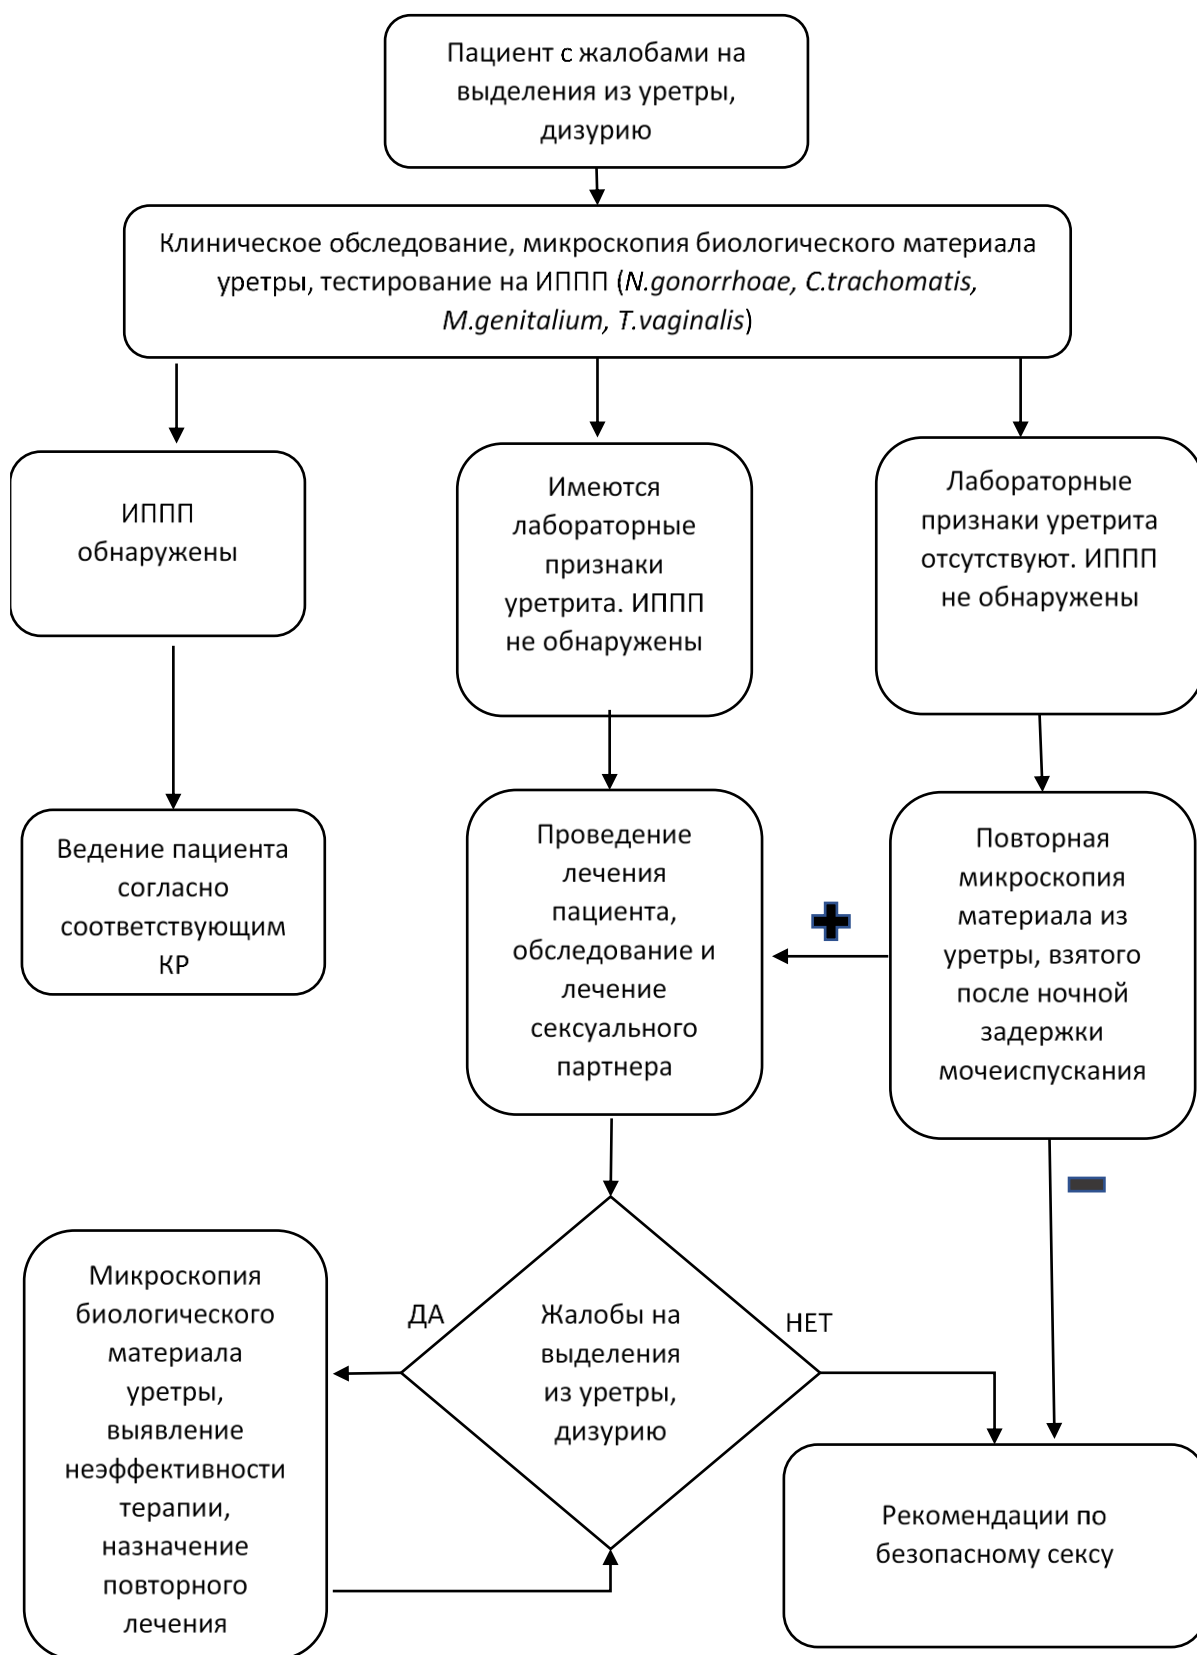 Пациент с жалобами на
выделения из уретры,
дизурию
Клиническое обследование, микроскопия биологического материала
уретры, тестирование на ИППП (N.gonorrhoae, C.trachomatis,
M.genitalium, T.vaginalis)
ИППП
обнаружены
Имеются
лабораторные
признаки
уретрита. ИППП
не обнаружены
Лабораторные
признаки уретрита
отсутствуют. ИППП
не обнаружены
Ведение пациента
согласно
соответствующим
КР
Проведение
лечения
пациента,
обследование и
лечение
сексуального
партнера
Повторная
микроскопия
материала из
уретры, взятого
после ночной
задержки
мочеиспускания
Микроскопия
биологического
материала
уретры,
выявление
неэффективности
терапии,
назначение
повторного
лечения
ДА
Жалобы на
выделения
из уретры,
дизурию
НЕТ
Рекомендации по
безопасному сексу